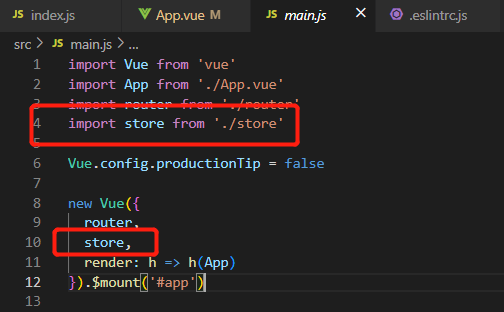 JS index.js App.vue M JS main.js .eslintrc.js
src > JS main.js > ...
1 import Vue from 'vue'
2 import App from './App.vue'
3 import router from './router'
4 import store from './store'
5
6 Vue.config.productionTip = false
7
8 new Vue({
9 router,
10 store,
11 render: h => h(App)
12 }).$mount('#app')
13